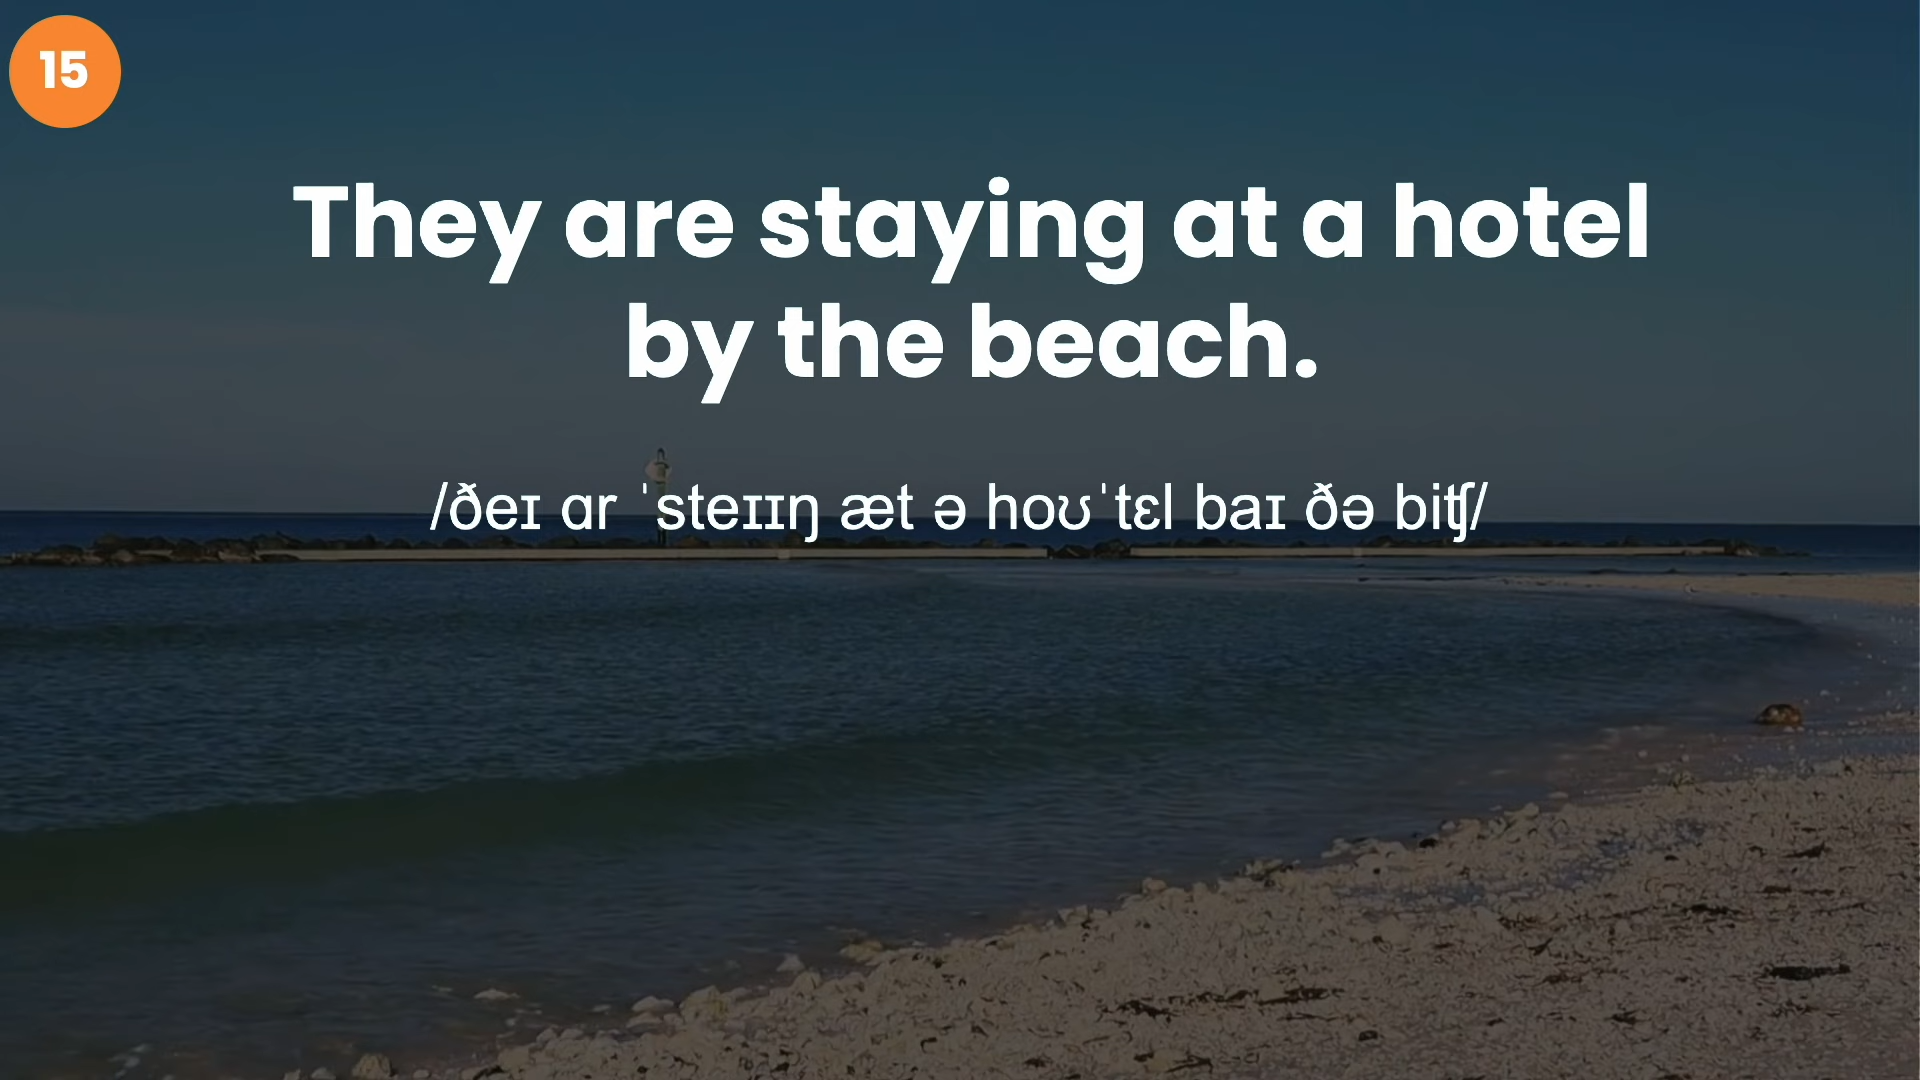 15
They are staying at a hotel
by the beach.
/ðeɪ ɑr ˈsteɪɪŋ æt ə hoʊˈtɛl baɪ ðə biʧ/